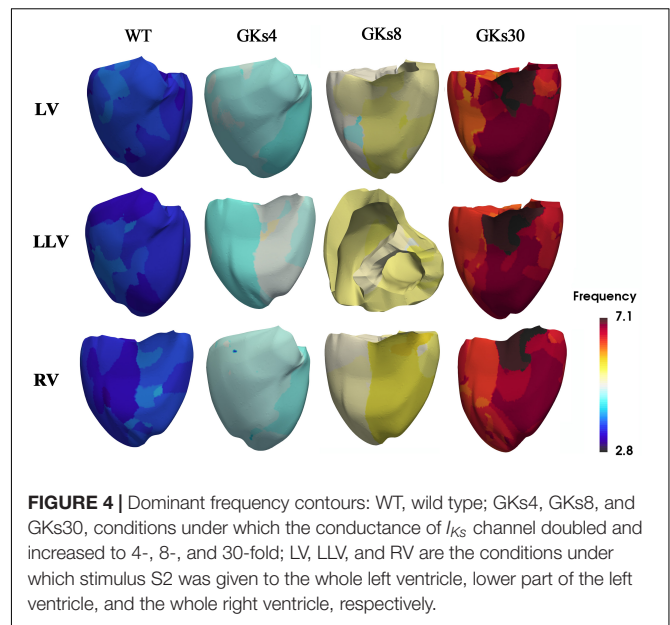 WT GKs4 GKs8 GKs30
LV
LLV
Frequency
7.1
RV
2.8
FIGURE 4 | Dominant frequency contours: WT, wild type; GKs4, GKs8, and
GKs30, conditions under which the conductance of I_Ks channel doubled and
increased to 4-, 8-, and 30-fold; LV, LLV, and RV are the conditions under
which stimulus S2 was given to the whole left ventricle, lower part of the left
ventricle, and the whole right ventricle, respectively.